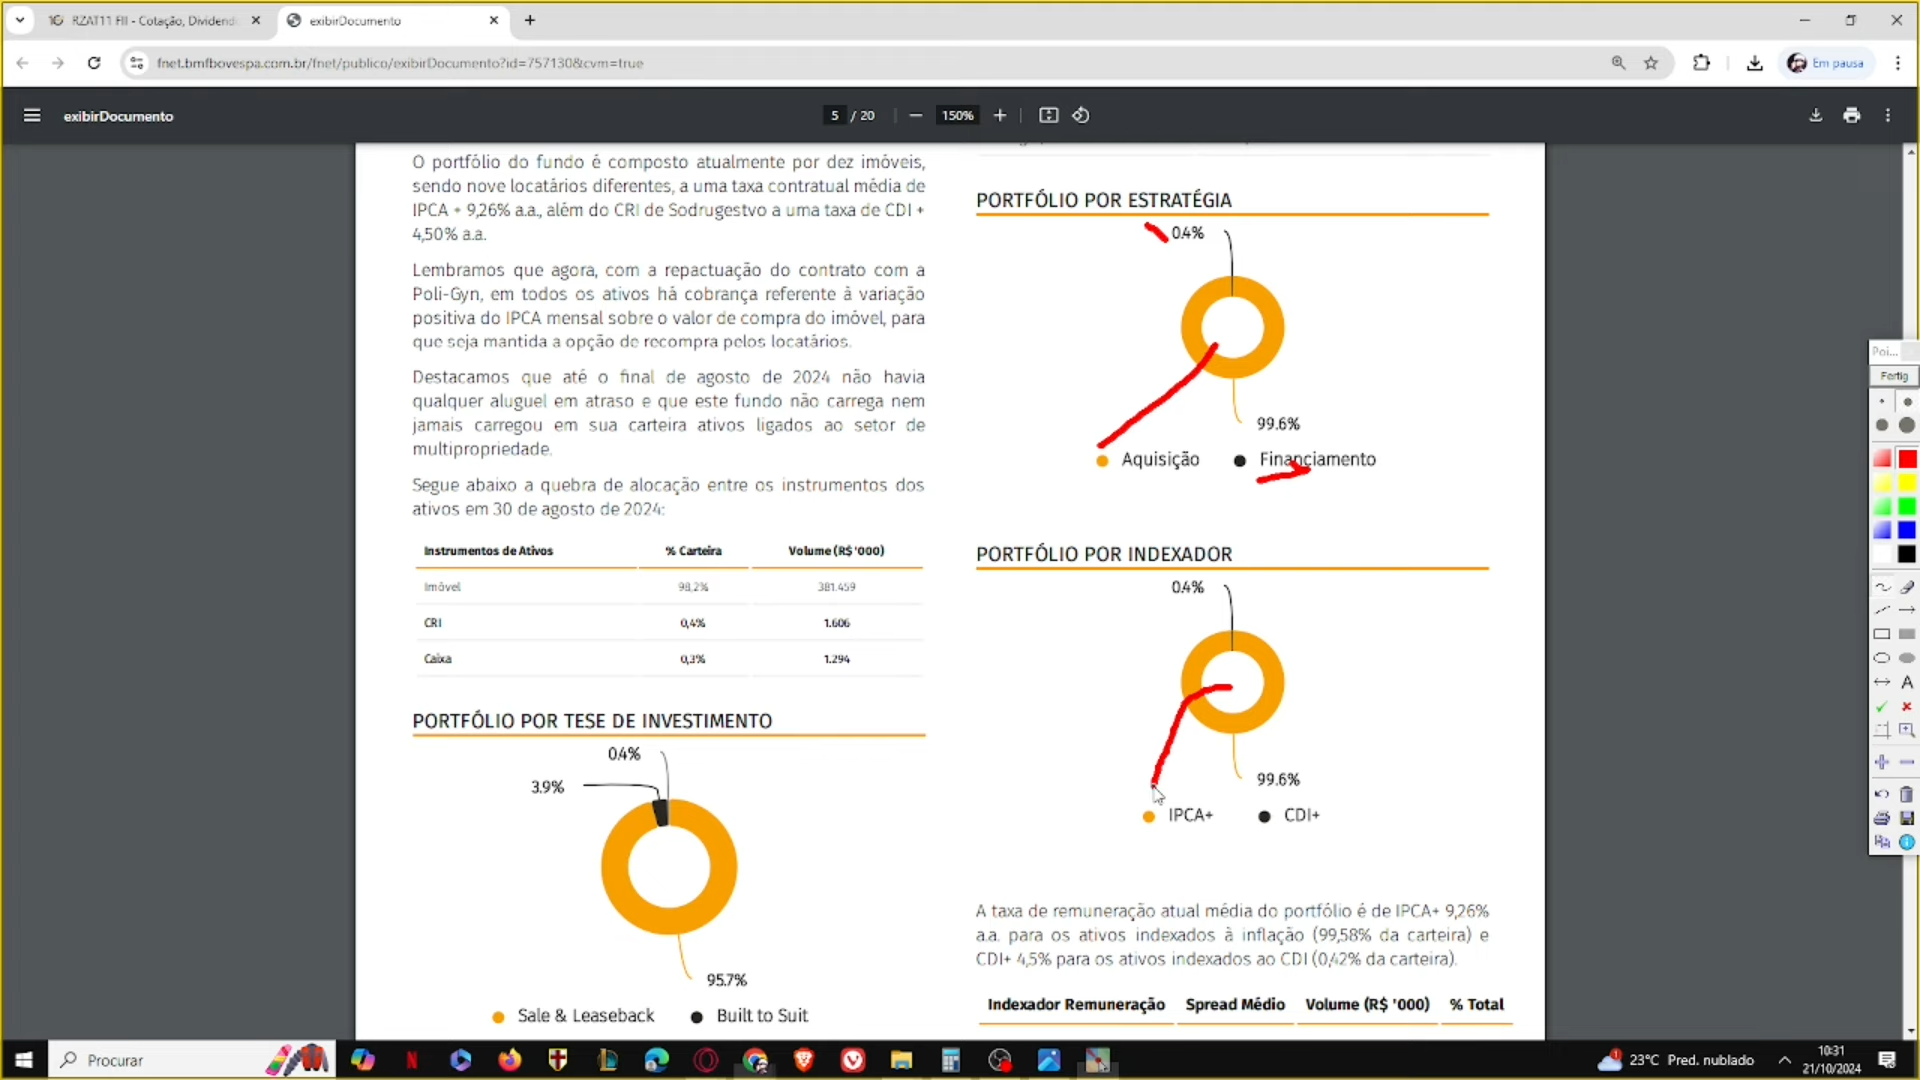 RZAT11 FII - Cotação, Dividend
exibirDocumento
fnet.bmfbovespa.com.br/fnet/publico/exibirDocumento?id=757130&cvm=true
Em pausa
exibirDocumento
5 / 20
150%
O portfólio do fundo é composto atualmente por dez imóveis,
sendo nove locatários diferentes, a uma taxa contratual média de
IPCA + 9,26% a.a., além do CRI de Sodrugestvo a uma taxa de CDI +
4,50% a.a.
Lembramos que agora, com a repactuação do contrato com a
Poli-Gyn, em todos os ativos há cobrança referente à variação
positiva do IPCA mensal sobre o valor de compra do imóvel, para
que seja mantida a opção de recompra pelos locatários.
Destacamos que até o final de agosto de 2024 não havia
qualquer aluguel em atraso e que este fundo não carrega nem
jamais carregou em sua carteira ativos ligados ao setor de
multipropriedade.
Segue abaixo a quebra de alocação entre os instrumentos dos
ativos em 30 de agosto de 2024:
Instrumentos de Ativos % Carteira Volume (R$ '000)
Imóvel 98,2% 381.459
CRI 0,4% 1.606
Caixa 0,3% 1.294
PORTFÓLIO POR TESE DE INVESTIMENTO
0.4%
3.9%
95.7%
Sale & Leaseback Built to Suit
PORTFÓLIO POR ESTRATÉGIA
0.4%
99.6%
Aquisição Financiamento
PORTFÓLIO POR INDEXADOR
0.4%
99.6%
IPCA+ CDI+
A taxa de remuneração atual média do portfólio é de IPCA+ 9,26%
a.a. para os ativos indexados à inflação (99,58% da carteira) e
CDI+ 4,5% para os ativos indexados ao CDI (0,42% da carteira).
Indexador Remuneração Spread Médio Volume (R$ '000) % Total
Poi...
Fertig
A
Procurar
23°C Pred. nublado
10:31
21/10/2024